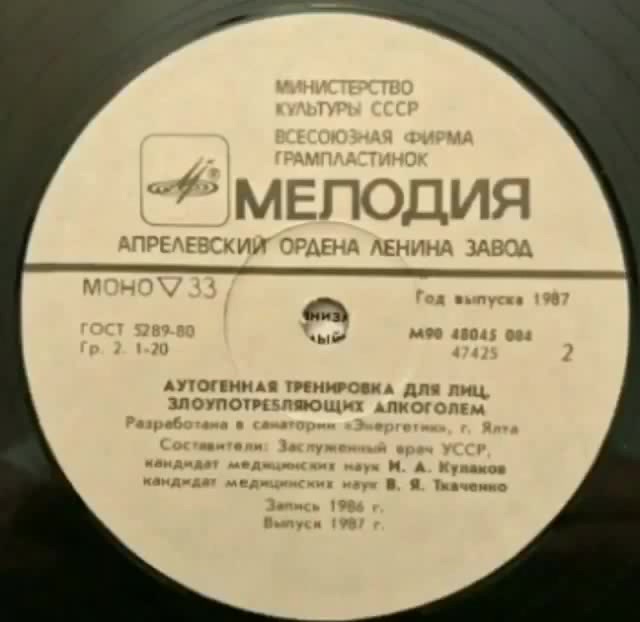 МИНИСТЕРСТВО
КУЛЬТУРЫ СССР
ВСЕСОЮЗНАЯ ФИРМА
ГРАМПЛАСТИНОК
МЕЛОДИЯ
АПРЕЛЕВСКИЙ ОРДЕНА ЛЕНИНА ЗАВОД
МОНО ▽ 33
Год выпуска 1987
ГОСТ 5289-80
Гр. 2. 1-20
М90 48045 004
47425
2
АУТОГЕННАЯ ТРЕНИРОВКА ДЛЯ ЛИЦ,
ЗЛОУПОТРЕБЛЯЮЩИХ АЛКОГОЛЕМ
Разработана в санатории «Энергетик», г. Ялта
Составители: Заслуженный врач УССР,
кандидат медицинских наук И. А. Кулаков
кандидат медицинских наук В. Я. Ткаченко
Запись 1986 г.
Выпуск 1987 г.